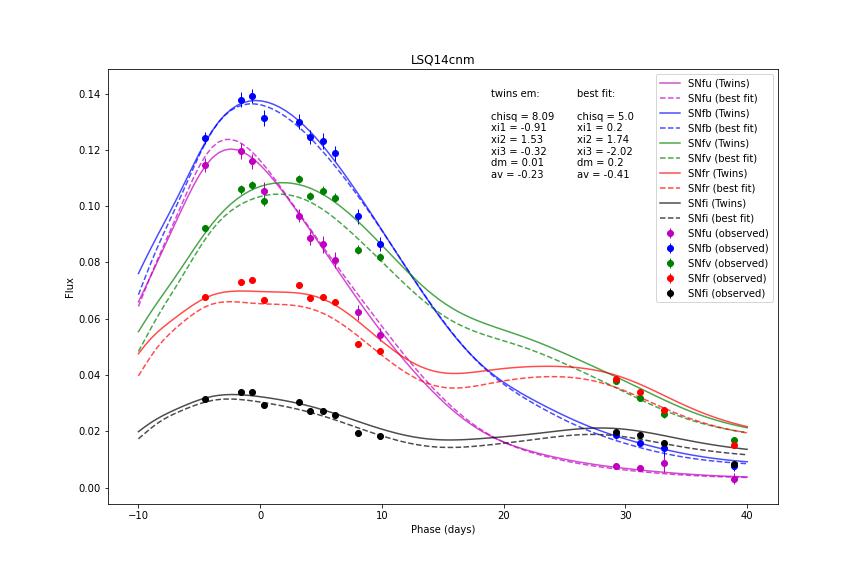 LSQ14cnm
twins em: best fit:
chisq = 8.09 chisq = 5.0
xi1 = -0.91 xi1 = 0.2
xi2 = 1.53 xi2 = 1.74
xi3 = -0.32 xi3 = -2.02
dm = 0.01 dm = 0.2
av = -0.23 av = -0.41
SNfu (Twins)
SNfu (best fit)
SNfb (Twins)
SNfb (best fit)
SNfv (Twins)
SNfv (best fit)
SNfr (Twins)
SNfr (best fit)
SNfi (Twins)
SNfi (best fit)
SNfu (observed)
SNfb (observed)
SNfv (observed)
SNfr (observed)
SNfi (observed)
Flux
0.14
0.12
0.10
0.08
0.06
0.04
0.02
0.00
−10 0 10 20 30 40
Phase (days)